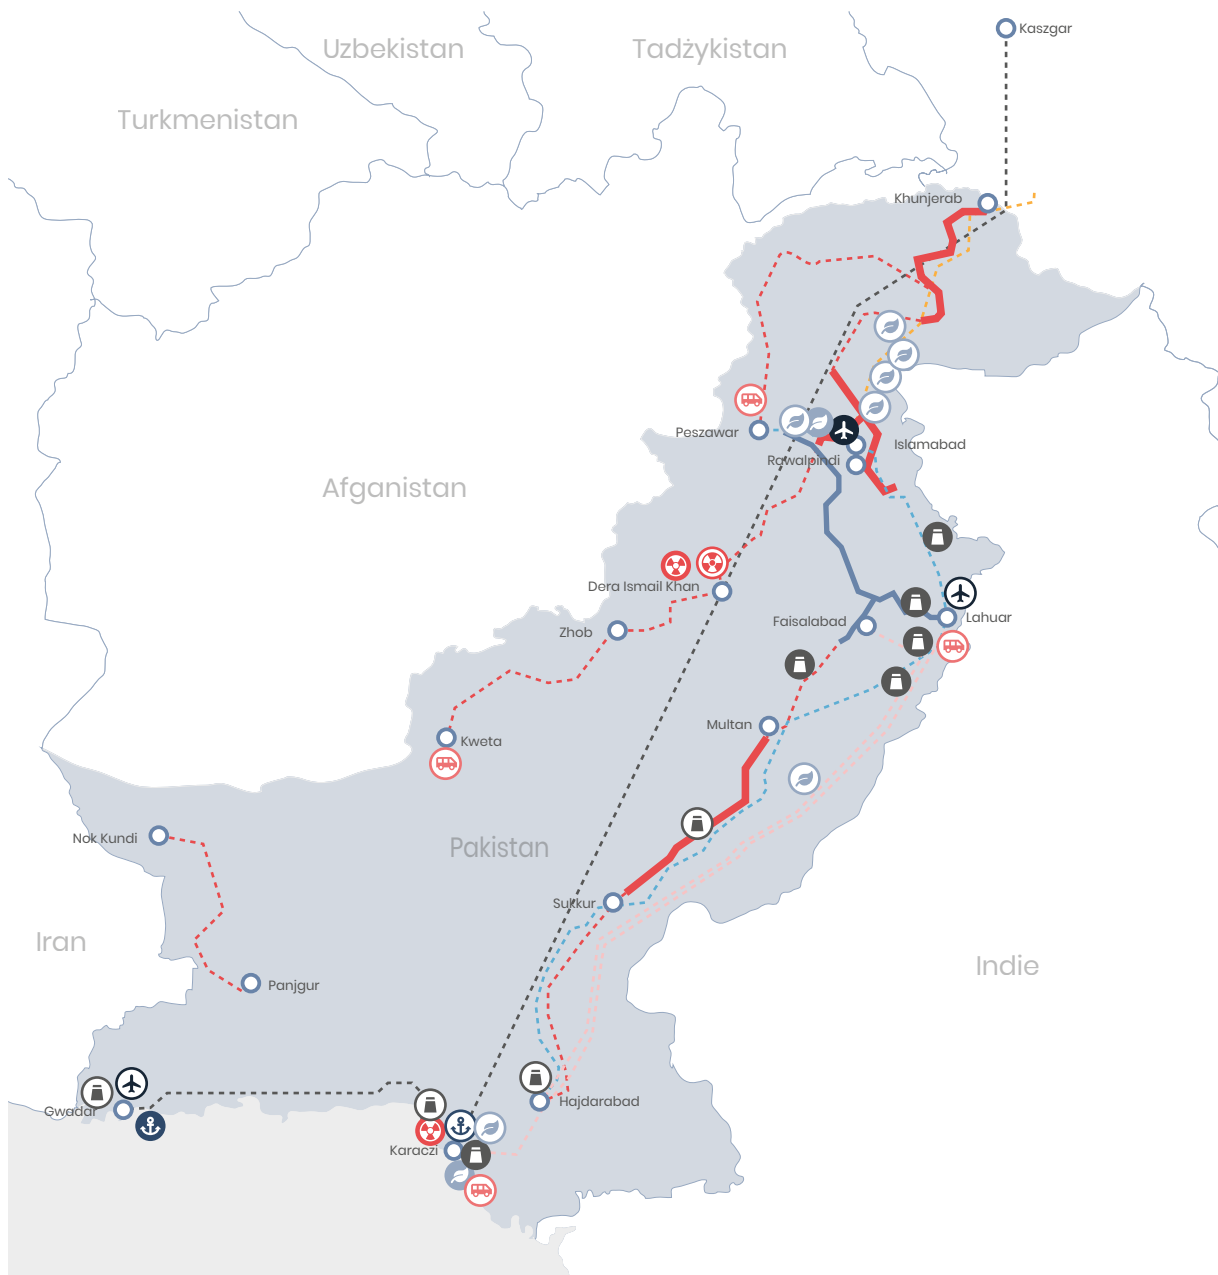 Kaszgar
Uzbekistan
Tadżykistan
Turkmenistan
Khunjerab
Peszawar
Islamabad
Rawalpindi
Afganistan
Dera Ismail Khan
Zhob
Faisalabad
Lahuar
Multan
Kweta
Nok Kundi
Pakistan
Sukkur
Iran
Indie
Panjgur
Gwadar
Hajdarabad
Karaczi